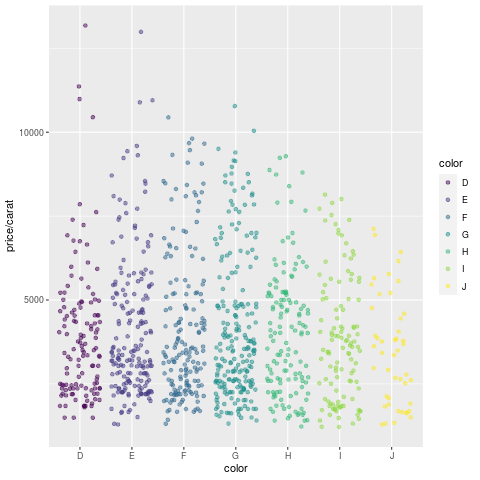 price/carat
10000
5000
D E F G H I J
color
color
D
E
F
G
H
I
J